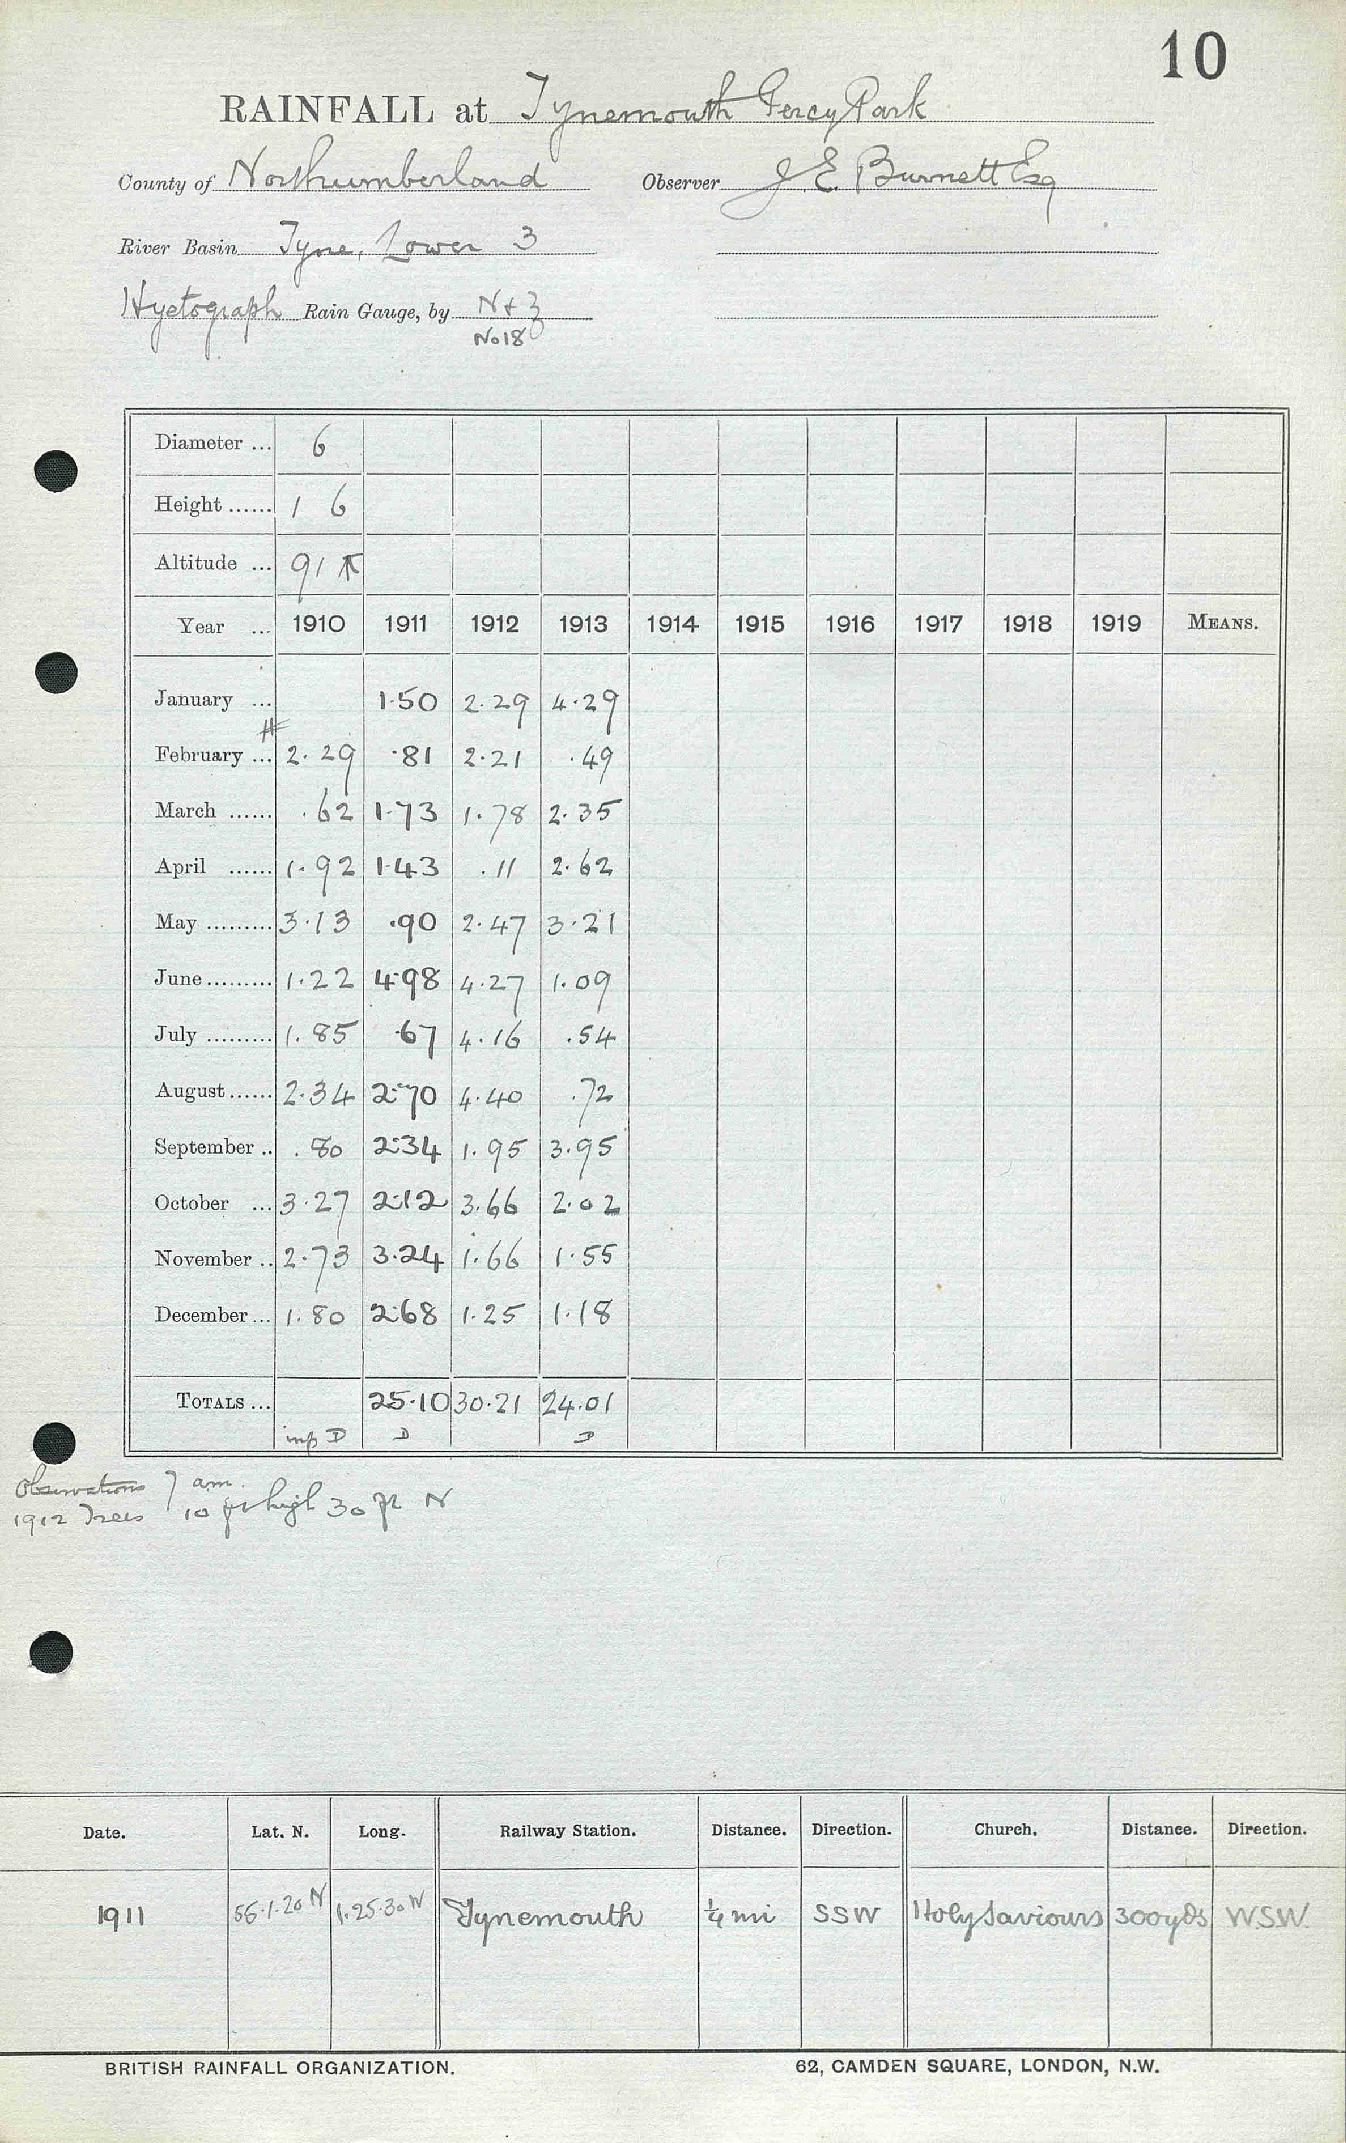 10
RAINFALL at Tynemouth Percy Park
County of Northumberland Observer J E. Burnett Esq
River Basin Tyne, Lower 3
Hyetograph Rain Gauge, by N & Z
No 18
Diameter ... 6
Height ...... 1 6
Altitude ... 91
Year ... 1910 1911 1912 1913 1914 1915 1916 1917 1918 1919 MEANS.
January ... 1.50 2.29 4.29
February ... 2.29 .81 2.21 .49
March ...... .62 1.73 1.78 2.35
April ...... 1.92 1.43 .11 2.62
May ......... 3.13 .90 2.47 3.21
June ......... 1.22 4.98 4.27 1.09
July ......... 1.85 .67 4.16 .54
August ...... 2.34 2.70 4.40 .72
September .. .80 2.34 1.95 3.95
October ... 3.27 2.12 3.66 2.02
November .. 2.73 3.24 1.66 1.55
December ... 1.80 2.68 1.25 1.18
TOTALS ... 25.10 30.21 24.01
imp D D D
Observations 7 am.
1912 Trees 10 ft high 30 ft N
Date. Lat. N. Long. Railway Station. Distance. Direction. Church. Distance. Direction.
1911 55.1.20 N 1.25.30 W Tynemouth ¼ mi SSW Holy Saviours 300 yds W.S.W.
BRITISH RAINFALL ORGANIZATION. 62, CAMDEN SQUARE, LONDON, N.W.